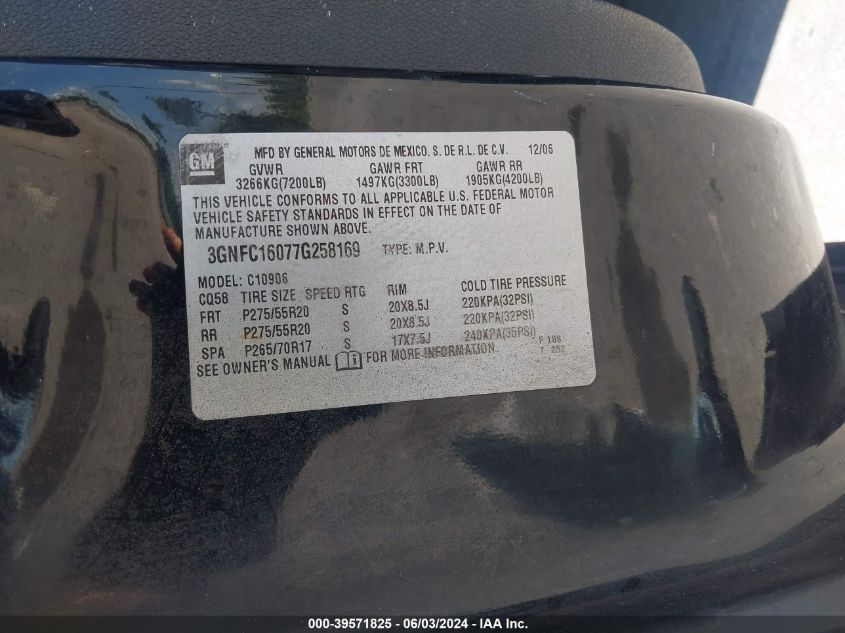 GM MFD BY GENERAL MOTORS DE MEXICO. S. DE R.L. DE C.V. 12/06
GVWR GAWR FRT GAWR RR
3266KG(7200LB) 1497KG(3300LB) 1905KG(4200LB)
THIS VEHICLE CONFORMS TO ALL APPLICABLE U.S. FEDERAL MOTOR
VEHICLE SAFETY STANDARDS IN EFFECT ON THE DATE OF
MANUFACTURE SHOWN ABOVE.
3GNFC16077G258169 TYPE: M.P.V.
MODEL: C10906
CQ58 TIRE SIZE SPEED RTG RIM COLD TIRE PRESSURE
FRT P275/55R20 S 20X8.5J 220KPA(32PSI)
RR P275/55R20 S 20X8.5J 220KPA(32PSI)
SPA P265/70R17 S 17X7.5J 240KPA(35PSI)
SEE OWNER'S MANUAL i FOR MORE INFORMATION F 188
T 292
000-39571825 - 06/03/2024 - IAAI, Inc.